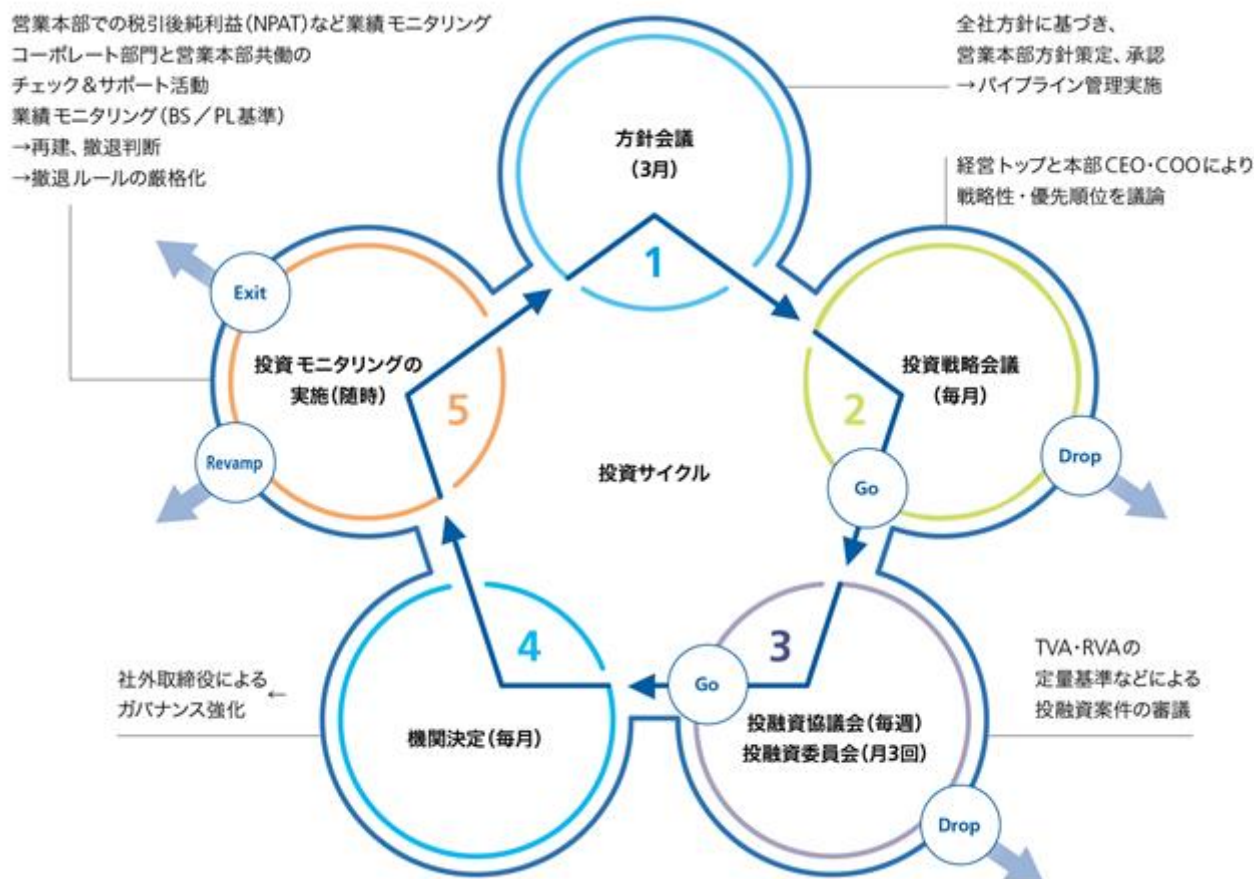 営業本部での税引後純利益(NPAT)など業績モニタリング
コーポレート部門と営業本部共働の
チェック&サポート活動
業績モニタリング(BS/PL基準)
→再建、撤退判断
→撤退ルールの厳格化
全社方針に基づき、
営業本部方針策定、承認
→パイプライン管理実施
方針会議
(3月)
1
経営トップと本部CEO・COOにより
戦略性・優先順位を議論
投資戦略会議
(毎月)
2
Go
Drop
投資サイクル
Exit
投資モニタリングの
実施(随時)
5
Revamp
3
Go
投融資協議会(毎週)
投融資委員会(月3回)
Drop
TVA・RVAの
定量基準などによる
投融資案件の審議
4
機関決定(毎月)
社外取締役による←
ガバナンス強化